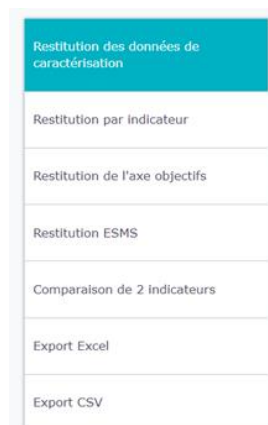 Restitution des données de
caractérisation
Restitution par indicateur
Restitution de l'axe objectifs
Restitution ESMS
Comparaison de 2 indicateurs
Export Excel
Export CSV